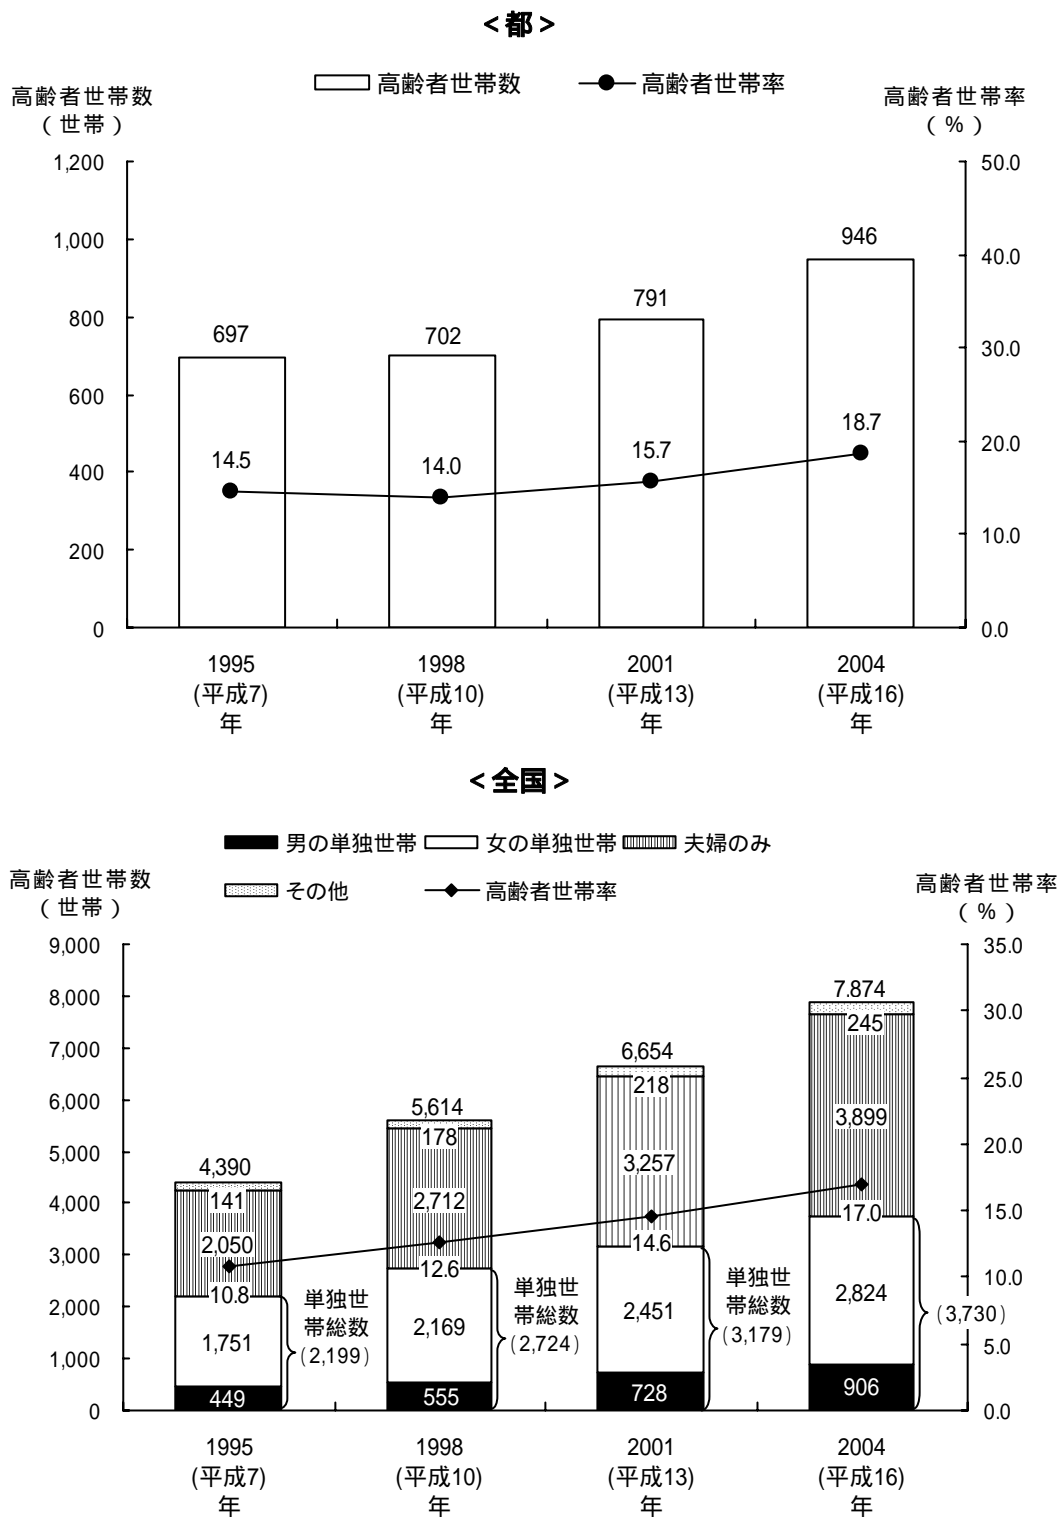 ＜都＞
高齢者世帯数　高齢者世帯率
高齢者世帯数
（世帯）
高齢者世帯率
（％）
1,200
1,000
800
600
400
200
0
50.0
40.0
30.0
20.0
10.0
0.0
697
702
791
946
14.5
14.0
15.7
18.7
1995
(平成7)
年
1998
(平成10)
年
2001
(平成13)
年
2004
(平成16)
年
＜全国＞
男の単独世帯　女の単独世帯　夫婦のみ
その他　高齢者世帯率
高齢者世帯数
（世帯）
高齢者世帯率
（％）
9,000
8,000
7,000
6,000
5,000
4,000
3,000
2,000
1,000
0
35.0
30.0
25.0
20.0
15.0
10.0
5.0
0.0
4,390
141
2,050
10.8
1,751
449
単独世
帯総数
(2,199)
5,614
178
2,712
12.6
2,169
555
単独世
帯総数
(2,724)
6,654
218
3,257
14.6
2,451
728
単独世
帯総数
(3,179)
7.874
245
3,899
17.0
2,824
906
(3,730)
1995
(平成7)
年
1998
(平成10)
年
2001
(平成13)
年
2004
(平成16)
年